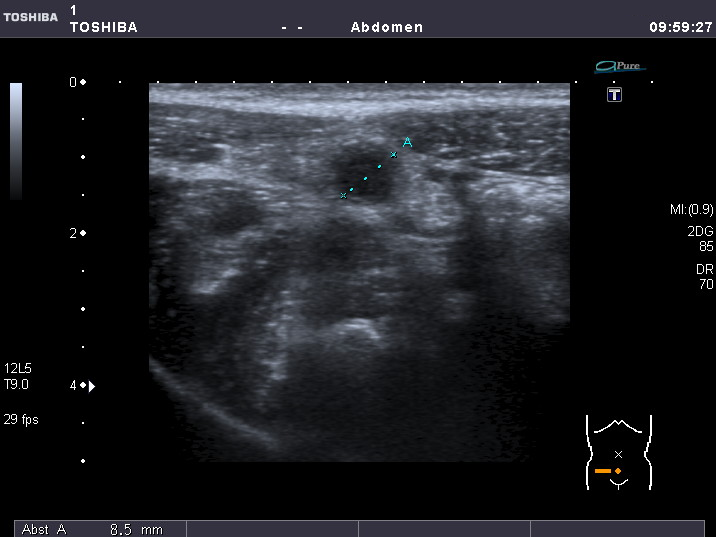 TOSHIBA
1
TOSHIBA - - Abdomen 09:59:27
Pure
T
0
A
MI:(0.9)
2DG
85
DR
70
2
12L5
T9.0
4
29 fps
Abst A 8.5 mm